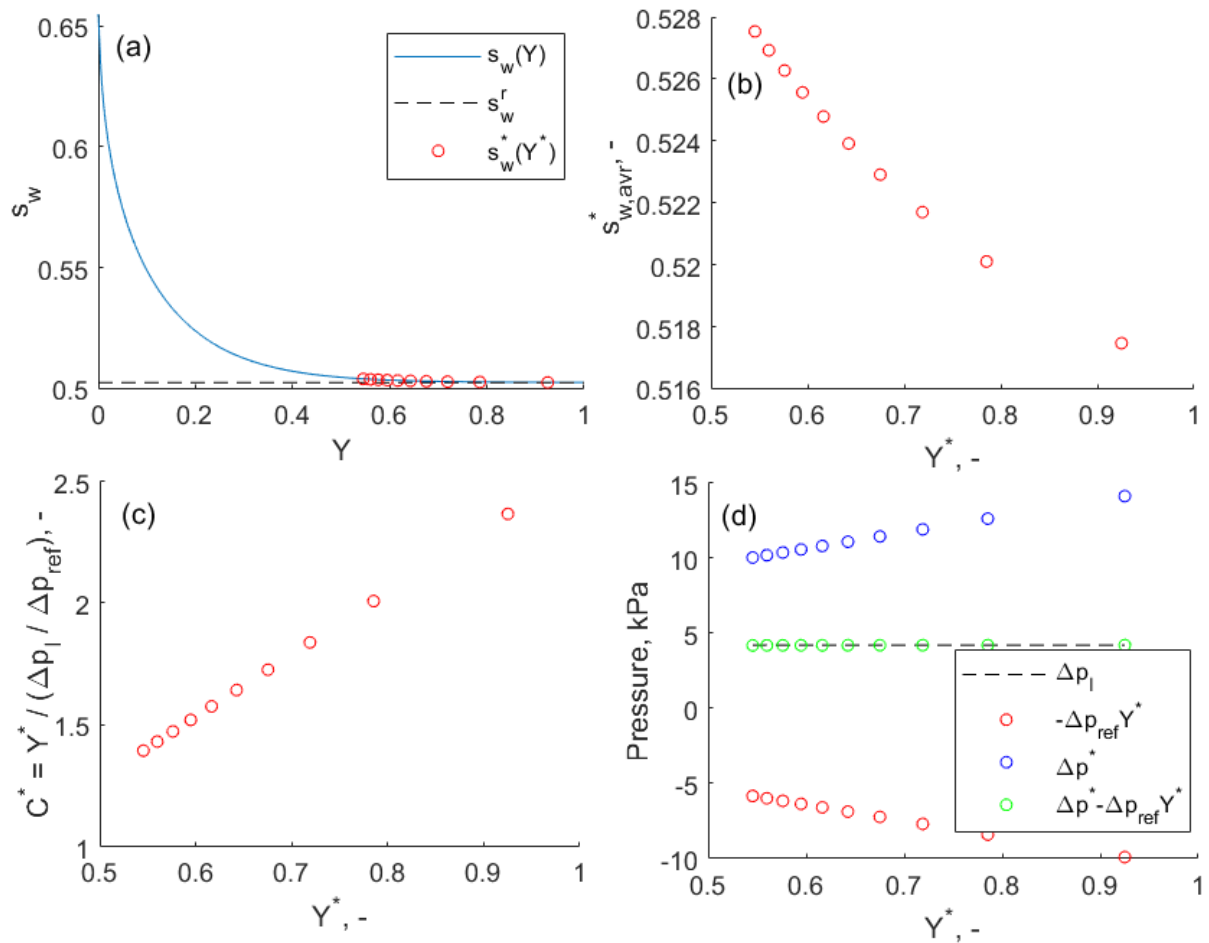 (a)
0.65
0.6
0.55
0.5
s_w
0
0.2
0.4
0.6
0.8
1
Y
s_w(Y)
s_w^r
s_w^*(Y^*)
(b)
0.528
0.526
0.524
0.522
0.52
0.518
0.516
s^*_{w,avr}, -
0.5
0.6
0.7
0.8
0.9
1
Y^*, -
(c)
2.5
2
1.5
1
C^* = Y^* / (Δp_l / Δp_ref), -
0.5
0.6
0.7
0.8
0.9
1
Y^*, -
(d)
15
10
5
0
-5
-10
Pressure, kPa
0.5
0.6
0.7
0.8
0.9
1
Y^*, -
Δp_l
-Δp_ref Y^*
Δp^*
Δp^*-Δp_ref Y^*